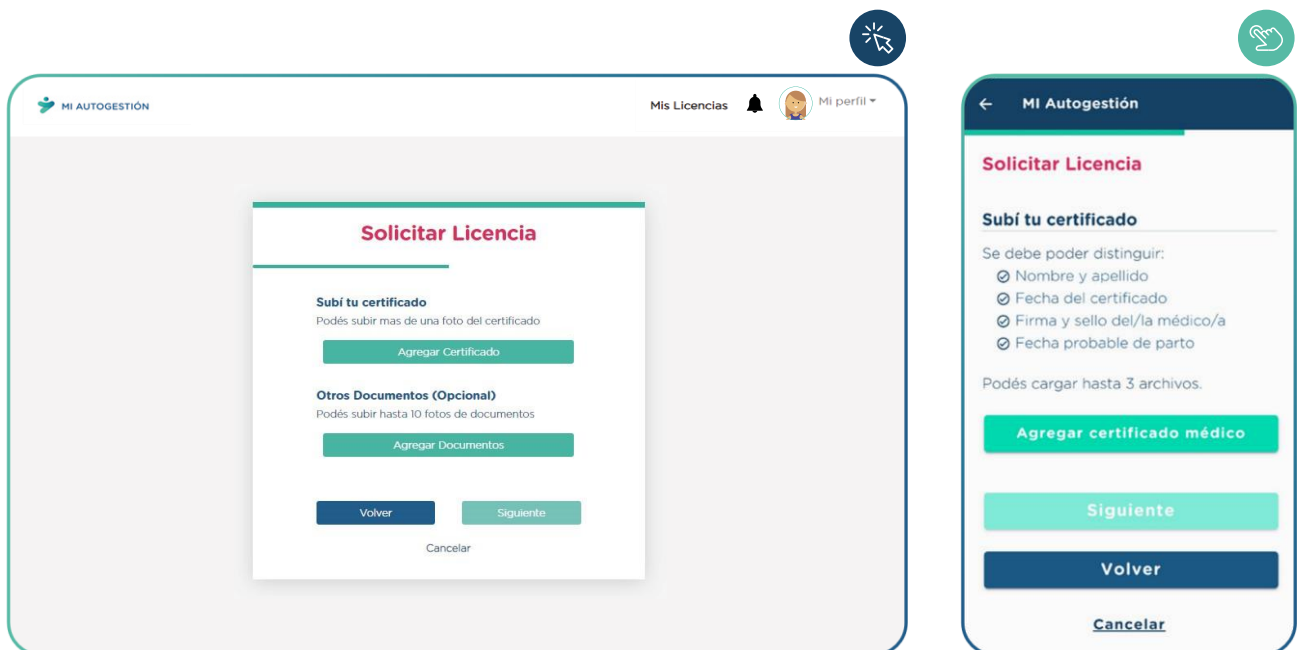 MI AUTOGESTIÓN
Mis Licencias
Mi perfil
Solicitar Licencia
Subí tu certificado
Podés subir mas de una foto del certificado
Agregar Certificado
Otros Documentos (Opcional)
Podés subir hasta 10 fotos de documentos
Agregar Documentos
Volver
Siguiente
Cancelar
MI Autogestión
Solicitar Licencia
Subí tu certificado
Se debe poder distinguir:
Nombre y apellido
Fecha del certificado
Firma y sello del/la médico/a
Fecha probable de parto
Podés cargar hasta 3 archivos.
Agregar certificado médico
Siguiente
Volver
Cancelar